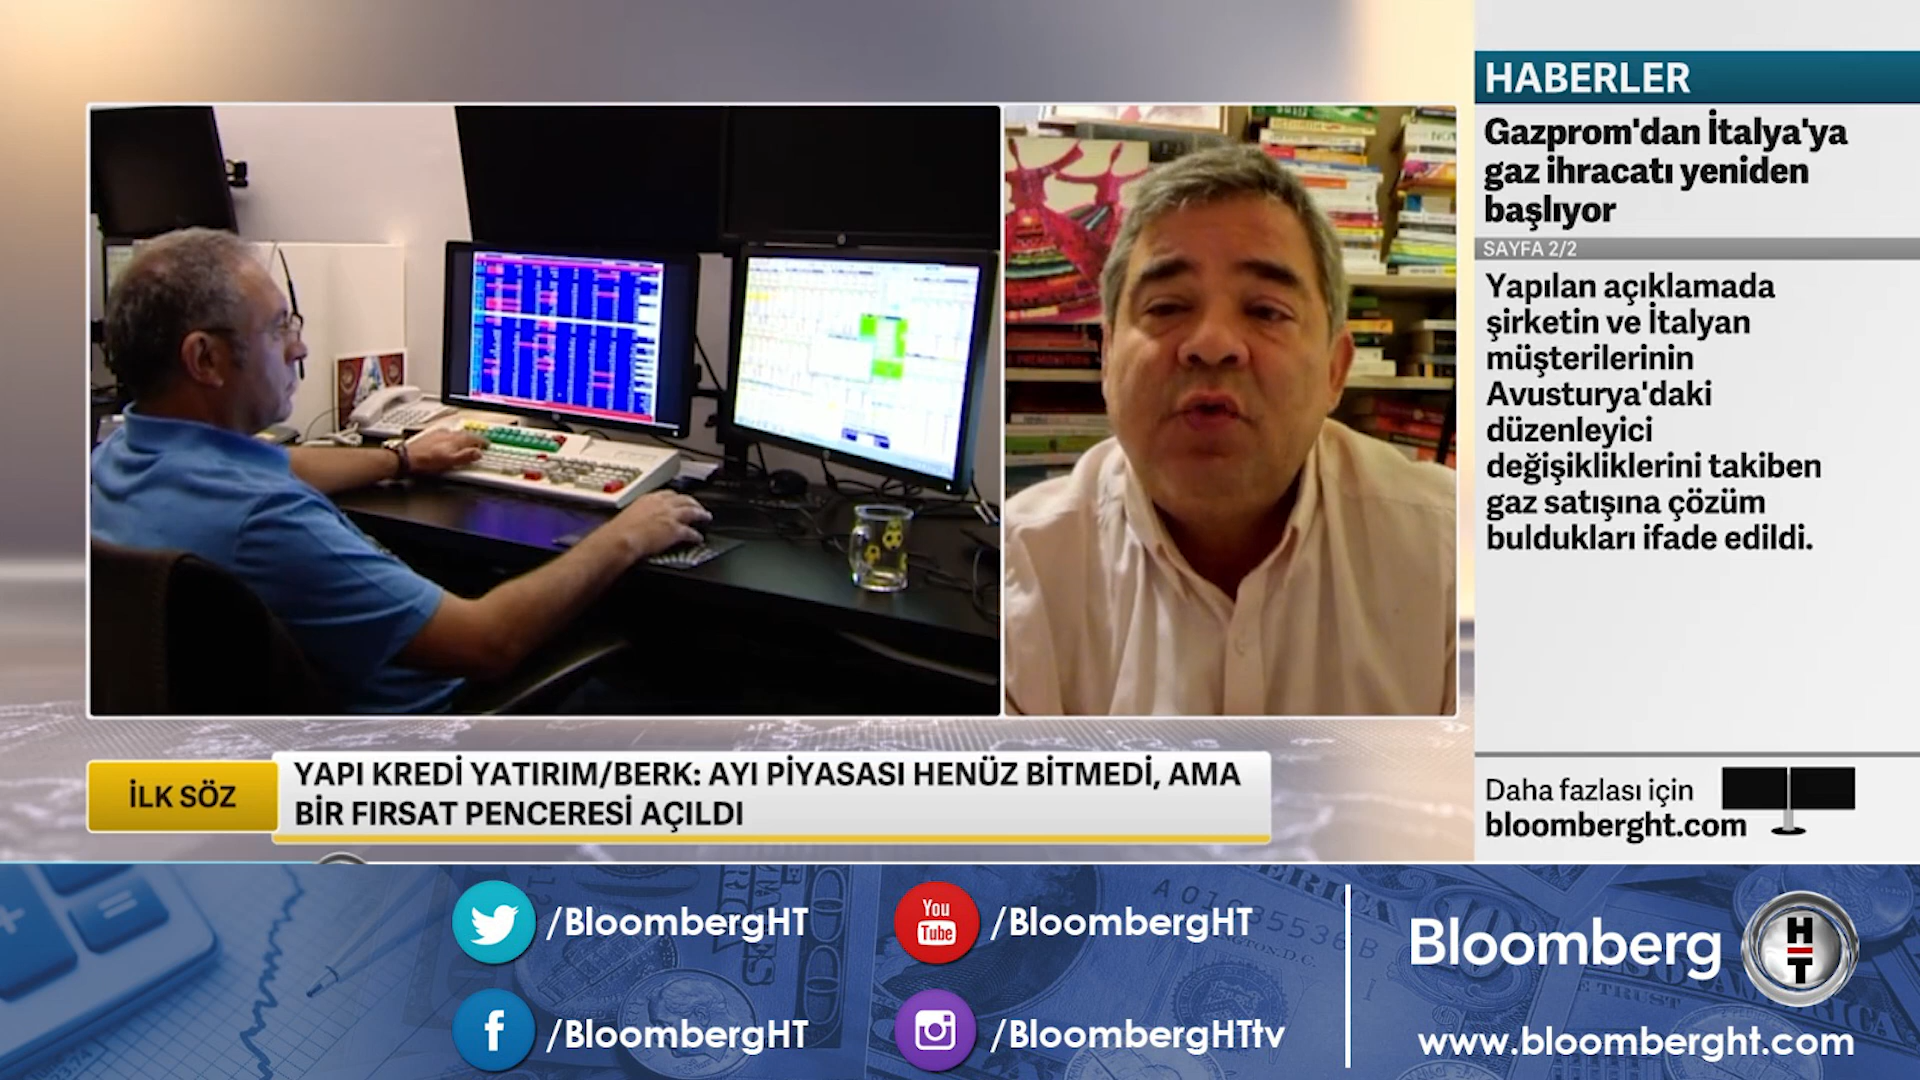 HABERLER
Gazprom'dan İtalya'ya
gaz ihracatı yeniden
başlıyor
SAYFA 2/2
Yapılan açıklamada
şirketin ve İtalyan
müşterilerinin
Avusturya'daki
düzenleyici
değişikliklerini takiben
gaz satışına çözüm
buldukları ifade edildi.
Daha fazlası için
bloomberght.com
İLK SÖZ
YAPI KREDİ YATIRIM/BERK: AYI PİYASASI HENÜZ BİTMEDİ, AMA
BİR FIRSAT PENCERESİ AÇILDI
/BloombergHT
You
Tube
/BloombergHT
/BloombergHT
/BloombergHTtv
Bloomberg
H
T
www.bloomberght.com